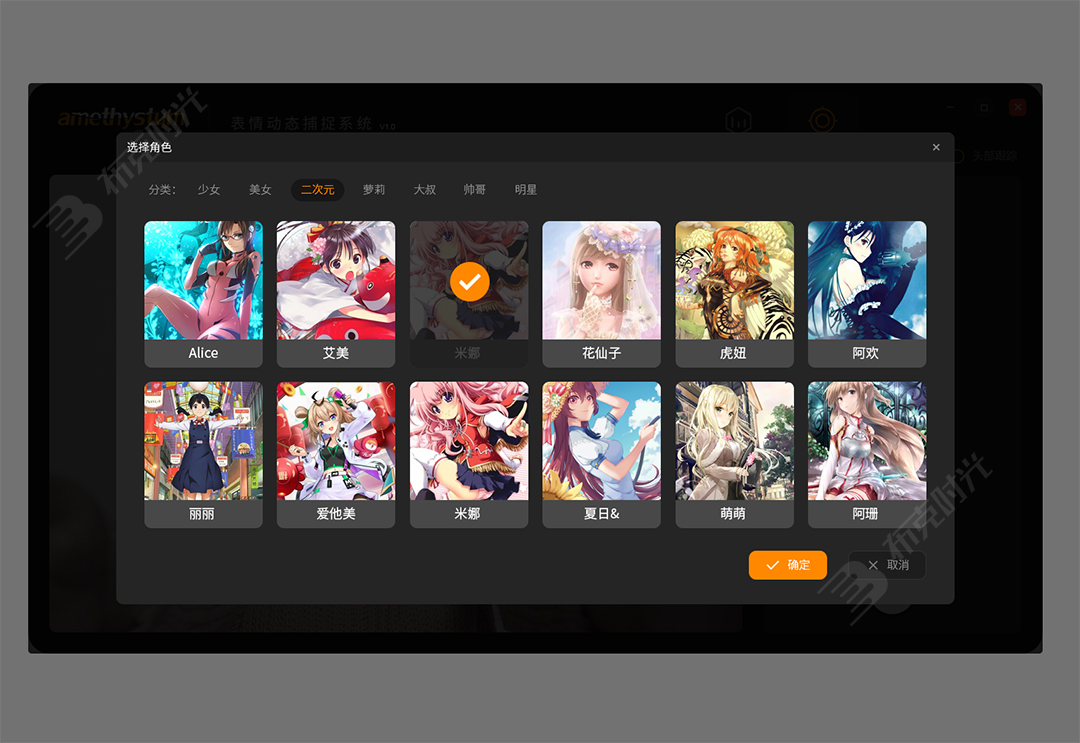 amethystum
表情动态捕捉系统 V1.0
头部跟踪
选择角色
分类： 少女 美女 二次元 萝莉 大叔 帅哥 明星
Alice 艾美 米娜 花仙子 虎妞 阿欢
丽丽 爱他美 米娜 夏日& 萌萌 阿珊
确定 取消
布克时光
布克时光